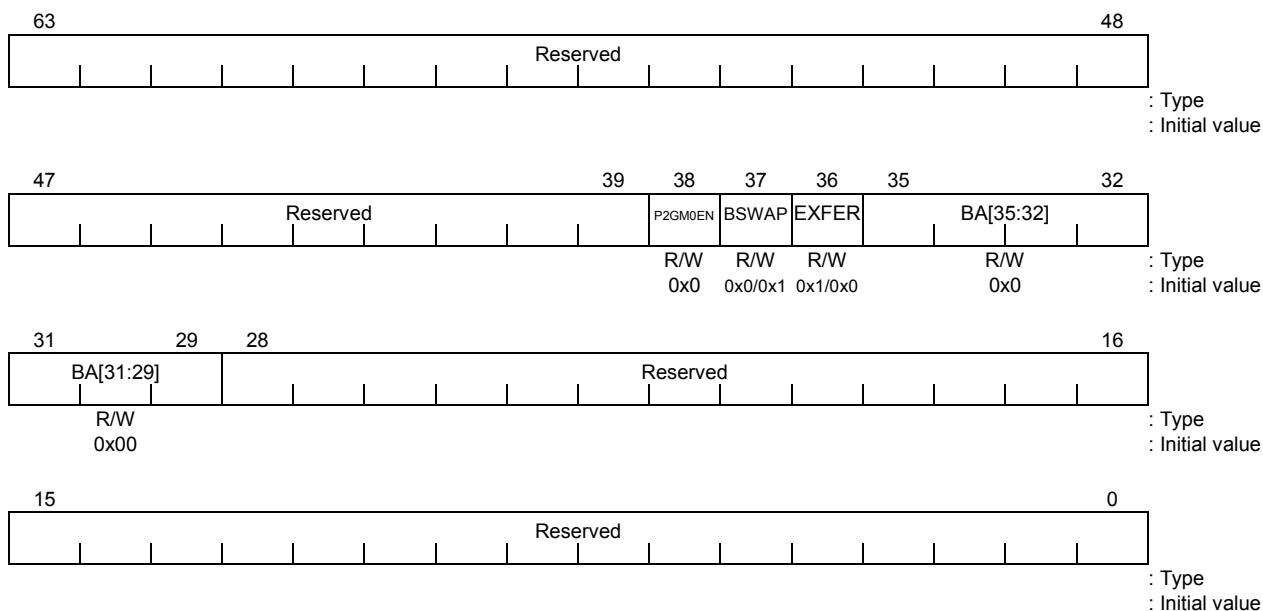 63 48
Reserved
: Type
: Initial value
47 39 38 37 36 35 32
Reserved P2GM0EN BSWAP EXFER BA[35:32]
R/W R/W R/W R/W : Type
0x0 0x0/0x1 0x1/0x0 0x0 : Initial value
31 29 28 16
BA[31:29] Reserved
R/W : Type
0x00 : Initial value
15 0
Reserved
: Type
: Initial value